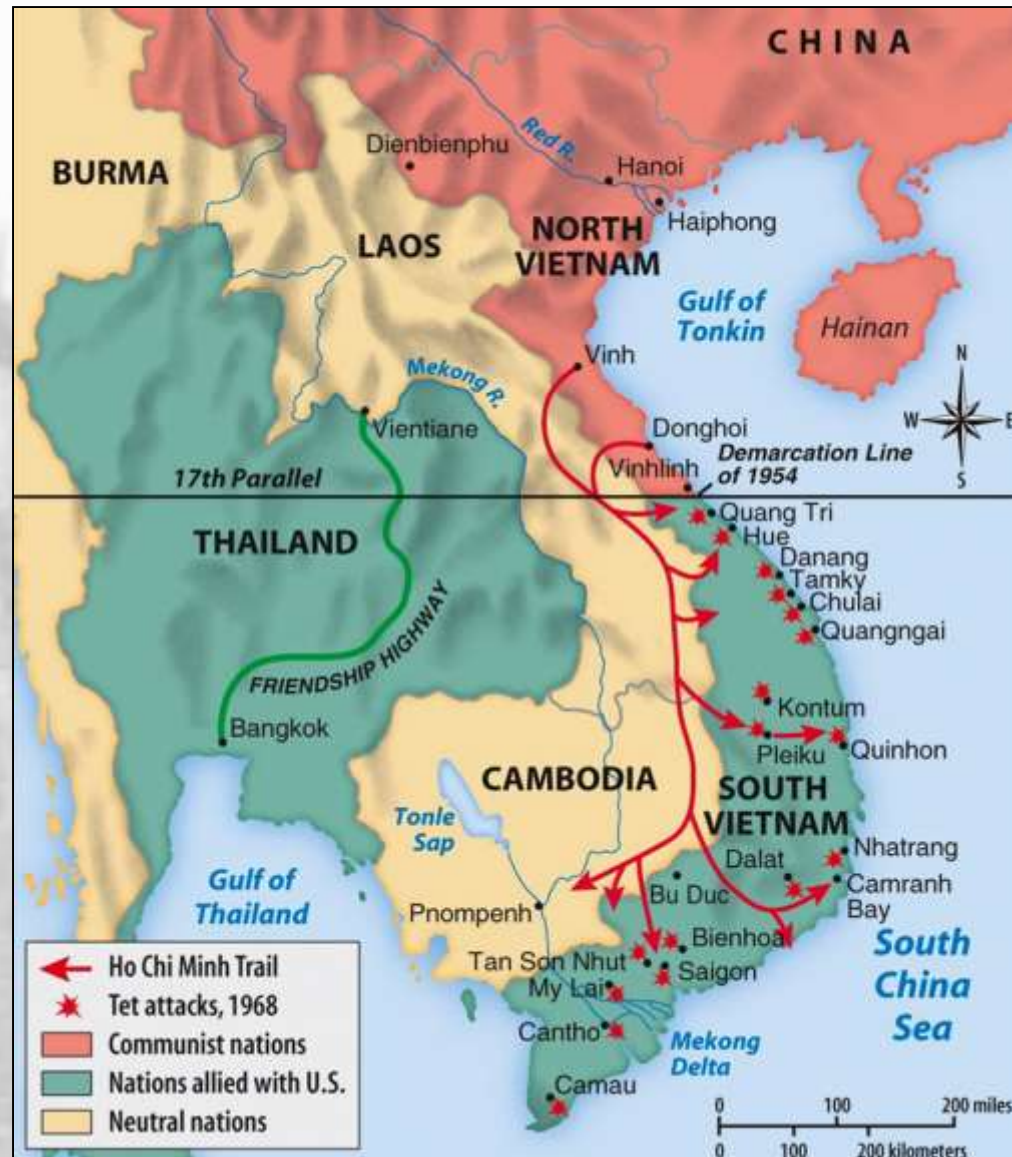 CHINA
Red R.
Dienbienphu
Hanoi
BURMA
Haiphong
LAOS
NORTH
VIETNAM
Gulf of
Tonkin
Hainan
Vinh
N
W
E
S
Mekong R.
Vientiane
Donghoi
Demarcation Line
of 1954
Vinhlinh
17th Parallel
Quang Tri
Hue
THAILAND
Danang
Tamky
Chulai
Quangngai
FRIENDSHIP HIGHWAY
Kontum
Bangkok
Pleiku
Quinhon
CAMBODIA
SOUTH
VIETNAM
Tonle
Sap
Nhatrang
Dalat
Camranh
Bay
Bu Duc
Gulf of
Thailand
Pnompenh
Bienhoa
South
China
Sea
Tan Son Nhut
Saigon
My Lai
Cantho
Mekong
Delta
Camau
Ho Chi Minh Trail
Tet attacks, 1968
Communist nations
Nations allied with U.S.
Neutral nations
0 100 200 miles
0 100 200 kilometers